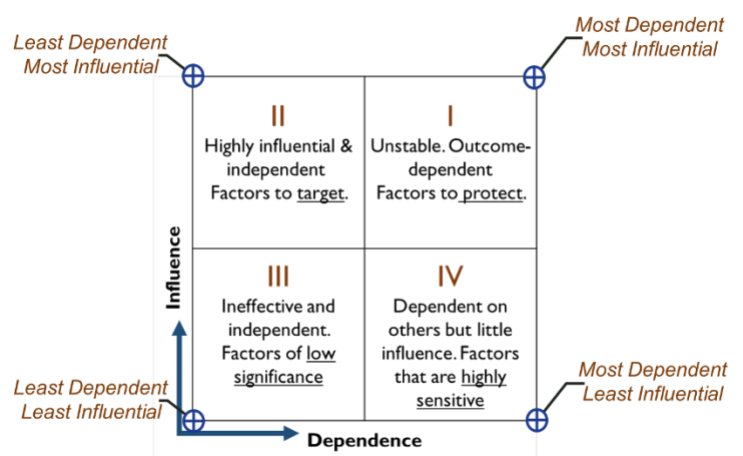 Least Dependent
Most Influential
Most Dependent
Most Influential
II
Highly influential &
independent
Factors to target.
I
Unstable. Outcome-
dependent
Factors to protect.
III
Ineffective and
independent.
Factors of low
significance
IV
Dependent on
others but little
influence. Factors
that are highly
sensitive
Influence
Least Dependent
Least Influential
Most Dependent
Least Influential
Dependence